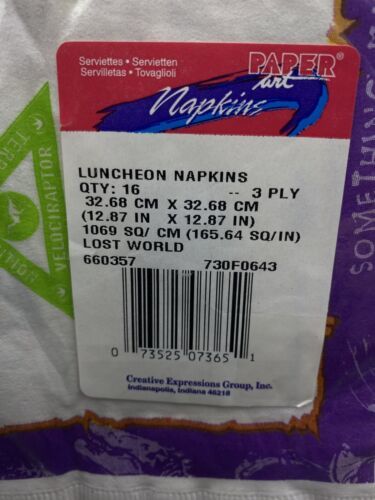 Serviettes • Servietten
Servilletas • Tovaglioli
PAPER®
art
Napkins
LUNCHEON NAPKINS
QTY: 16 -- 3 PLY
32.68 CM X 32.68 CM
(12.87 IN X 12.87 IN)
1069 SQ/ CM (165.64 SQ/IN)
LOST WORLD
660357 730F0643
0 73525 07365 1
Creative Expressions Group, Inc.
Indianapolis, Indiana 46218
VELOCIRAPTOR
SOMETHING